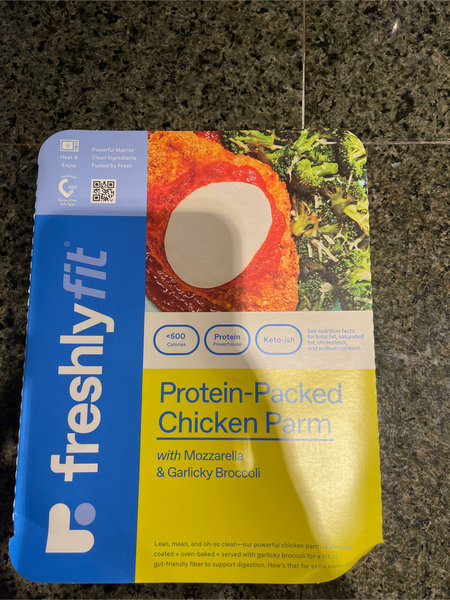 Heat &
Enjoy
Powerful Macros
Clean Ingredients
Fueled by Fresh
Gluten Free
freshlyfit®
<500
Calories
Protein
Powerhouse
Keto-ish
See nutrition facts
for total fat, saturated
fat, cholesterol,
and sodium content.
Protein-Packed
Chicken Parm
with Mozzarella
& Garlicky Broccoli
Lean, mean, and oh-so clean—our powerful chicken parm is almond-
coated + oven-baked + served with garlicky broccoli for a hit of
gut-friendly fiber to support digestion. How's that for extra